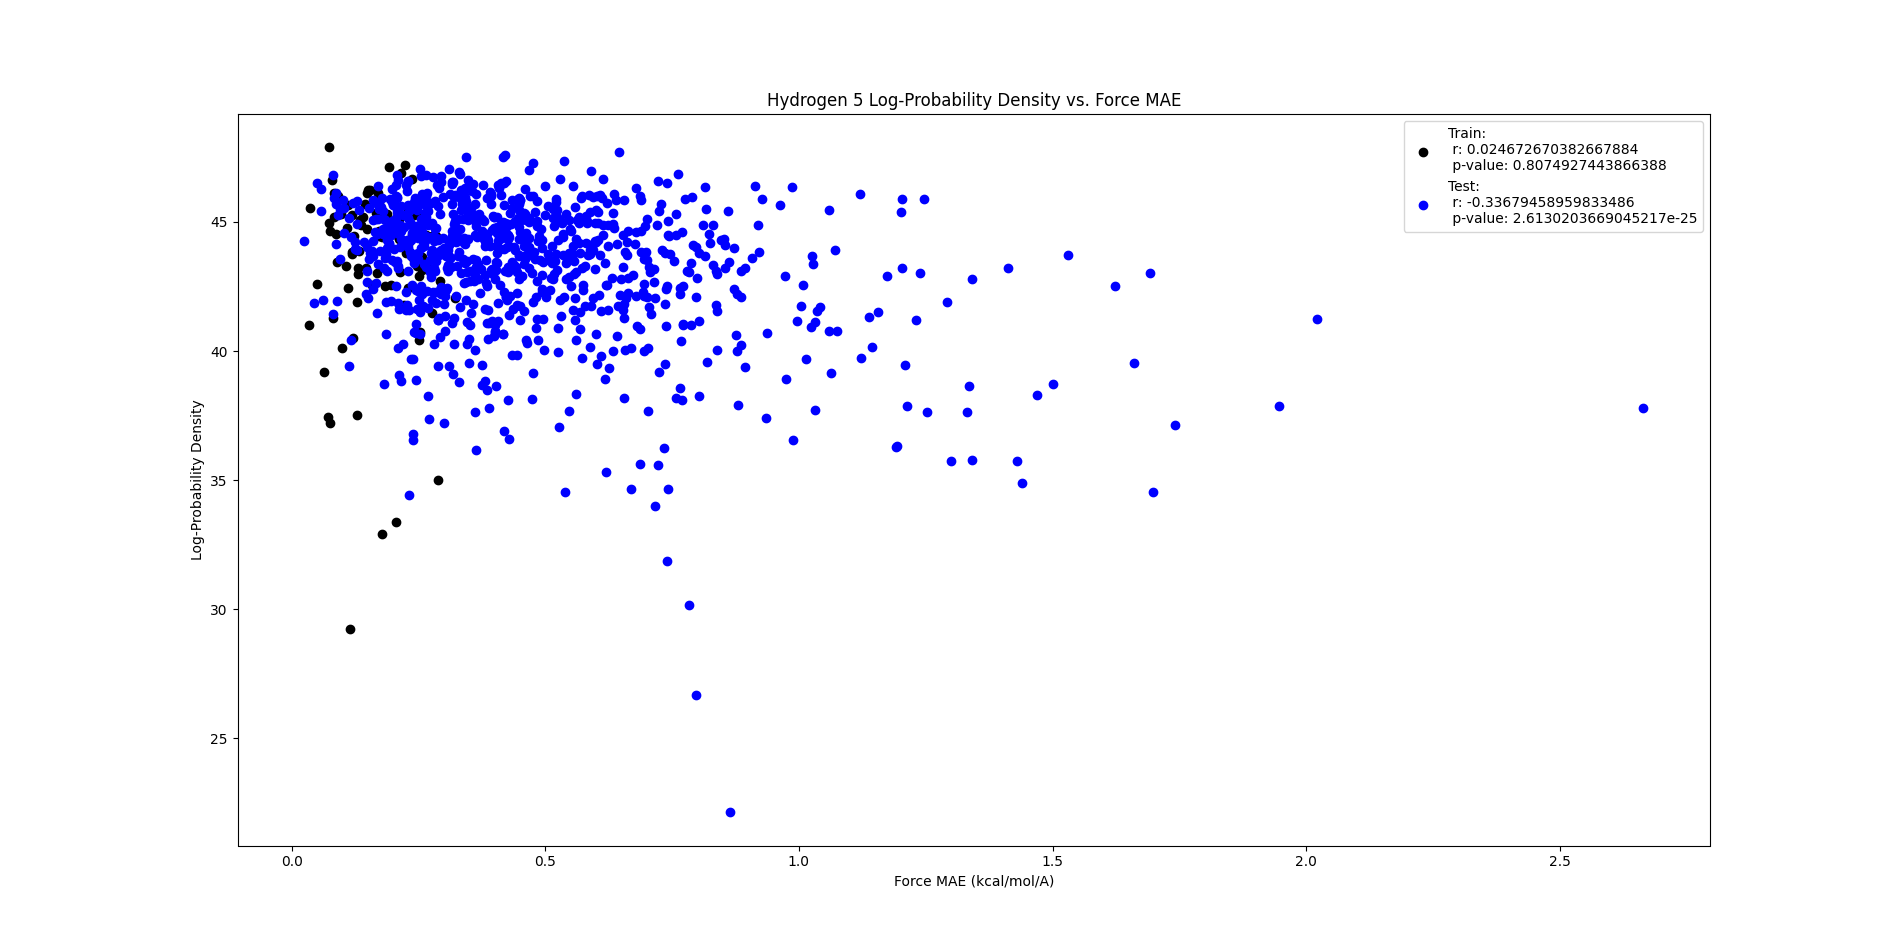 Hydrogen 5 Log-Probability Density vs. Force MAE
Train:
r: 0.024672670382667884
p-value: 0.8074927443866388
Test:
r: -0.33679458959833486
p-value: 2.6130203669045217e-25
Log-Probability Density
45
40
35
30
25
0.0
0.5
1.0
1.5
2.0
2.5
Force MAE (kcal/mol/A)